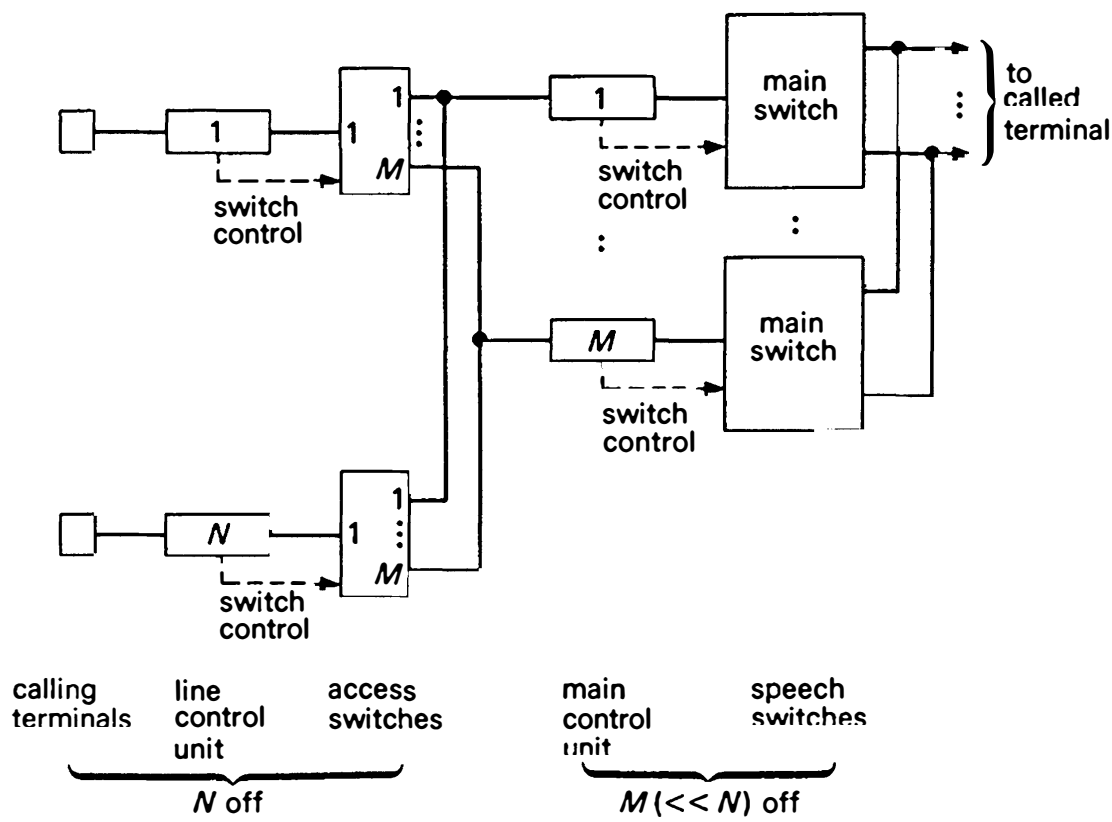 1
switch
control
1
1
⋮
M
1
switch
control
⋮
M
switch
control
main
switch
⋮
main
switch
to
⋮
called
terminal
N
switch
control
1
1
⋮
M
calling
terminals
line
control
unit
access
switches
main
control
unit
speech
switches
N off
M (<< N) off